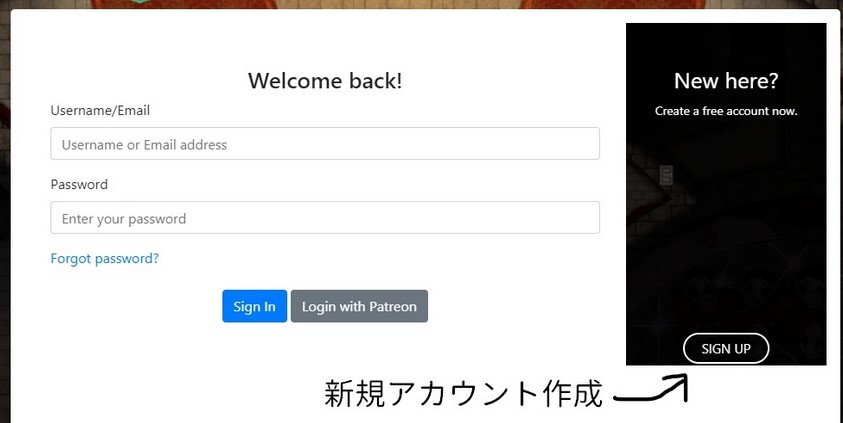 Welcome back!
Username/Email
Username or Email address
Password
Enter your password
Forgot password?
Sign In
Login with Patreon
New here?
Create a free account now.
SIGN UP
新規アカウント作成